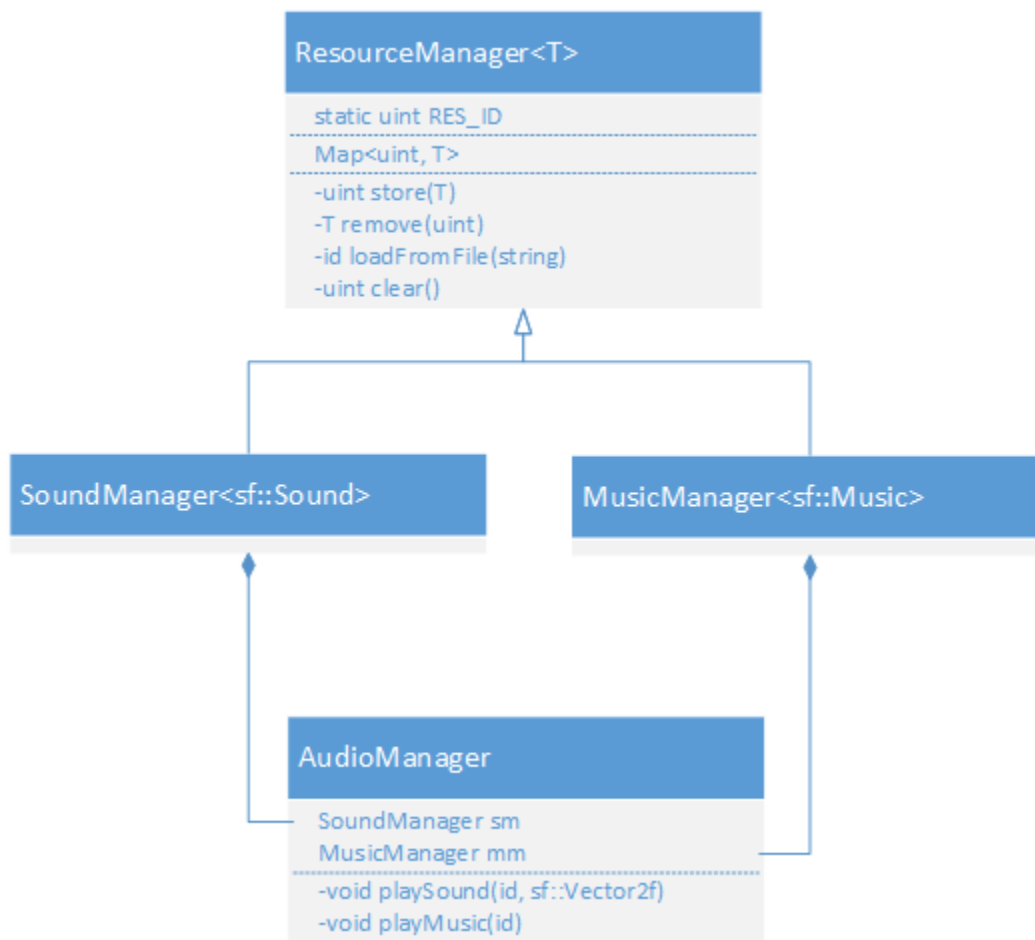 ResourceManager<T>
static uint RES_ID
Map<uint, T>
-uint store(T)
-T remove(uint)
-id loadFromFile(string)
-uint clear()
SoundManager<sf::Sound>
MusicManager<sf::Music>
AudioManager
SoundManager sm
MusicManager mm
-void playSound(id, sf::Vector2f)
-void playMusic(id)